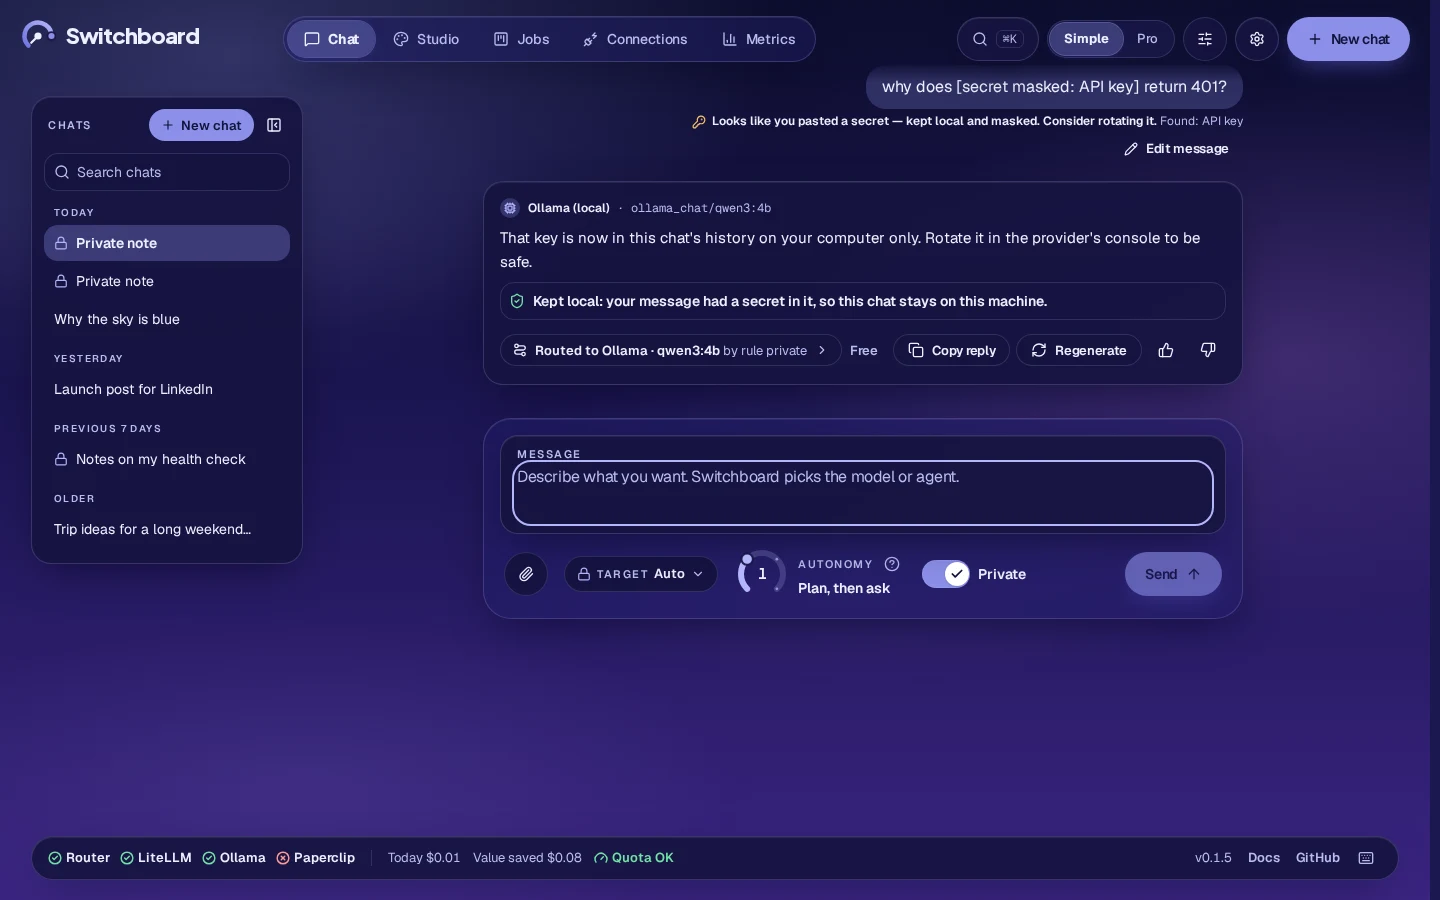 Switchboard
Chat
Studio
Jobs
Connections
Metrics
⌘K
Simple
Pro
New chat
CHATS
New chat
Search chats
TODAY
Private note
Private note
Why the sky is blue
YESTERDAY
Launch post for LinkedIn
PREVIOUS 7 DAYS
Notes on my health check
OLDER
Trip ideas for a long weekend...
why does [secret masked: API key] return 401?
Looks like you pasted a secret — kept local and masked. Consider rotating it. Found: API key
Edit message
Ollama (local) · ollama_chat/qwen3:4b
That key is now in this chat's history on your computer only. Rotate it in the provider's console to be
safe.
Kept local: your message had a secret in it, so this chat stays on this machine.
Routed to Ollama · qwen3:4b by rule private
Free
Copy reply
Regenerate
MESSAGE
Describe what you want. Switchboard picks the model or agent.
TARGET Auto
1
AUTONOMY
Plan, then ask
Private
Send
Router
LiteLLM
Ollama
Paperclip
Today $0.01
Value saved $0.08
Quota OK
v0.1.5
Docs
GitHub